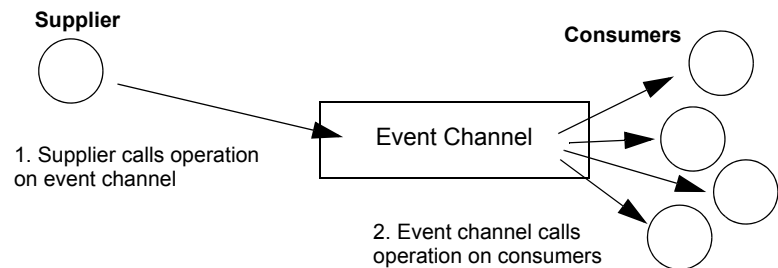 Supplier
Consumers
Event Channel
1. Supplier calls operation
on event channel
2. Event channel calls
operation on consumers